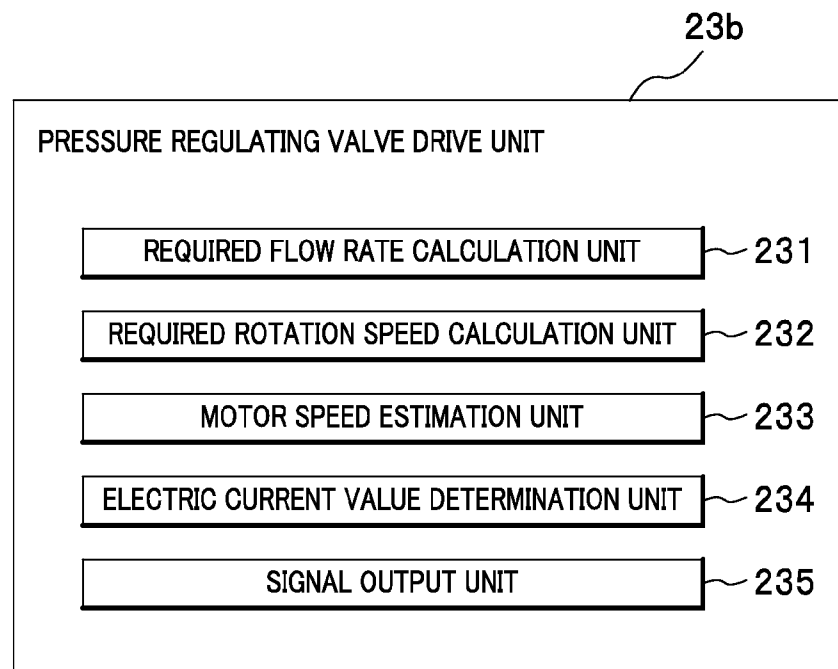 23b
PRESSURE REGULATING VALVE DRIVE UNIT
REQUIRED FLOW RATE CALCULATION UNIT 231
REQUIRED ROTATION SPEED CALCULATION UNIT 232
MOTOR SPEED ESTIMATION UNIT 233
ELECTRIC CURRENT VALUE DETERMINATION UNIT 234
SIGNAL OUTPUT UNIT 235